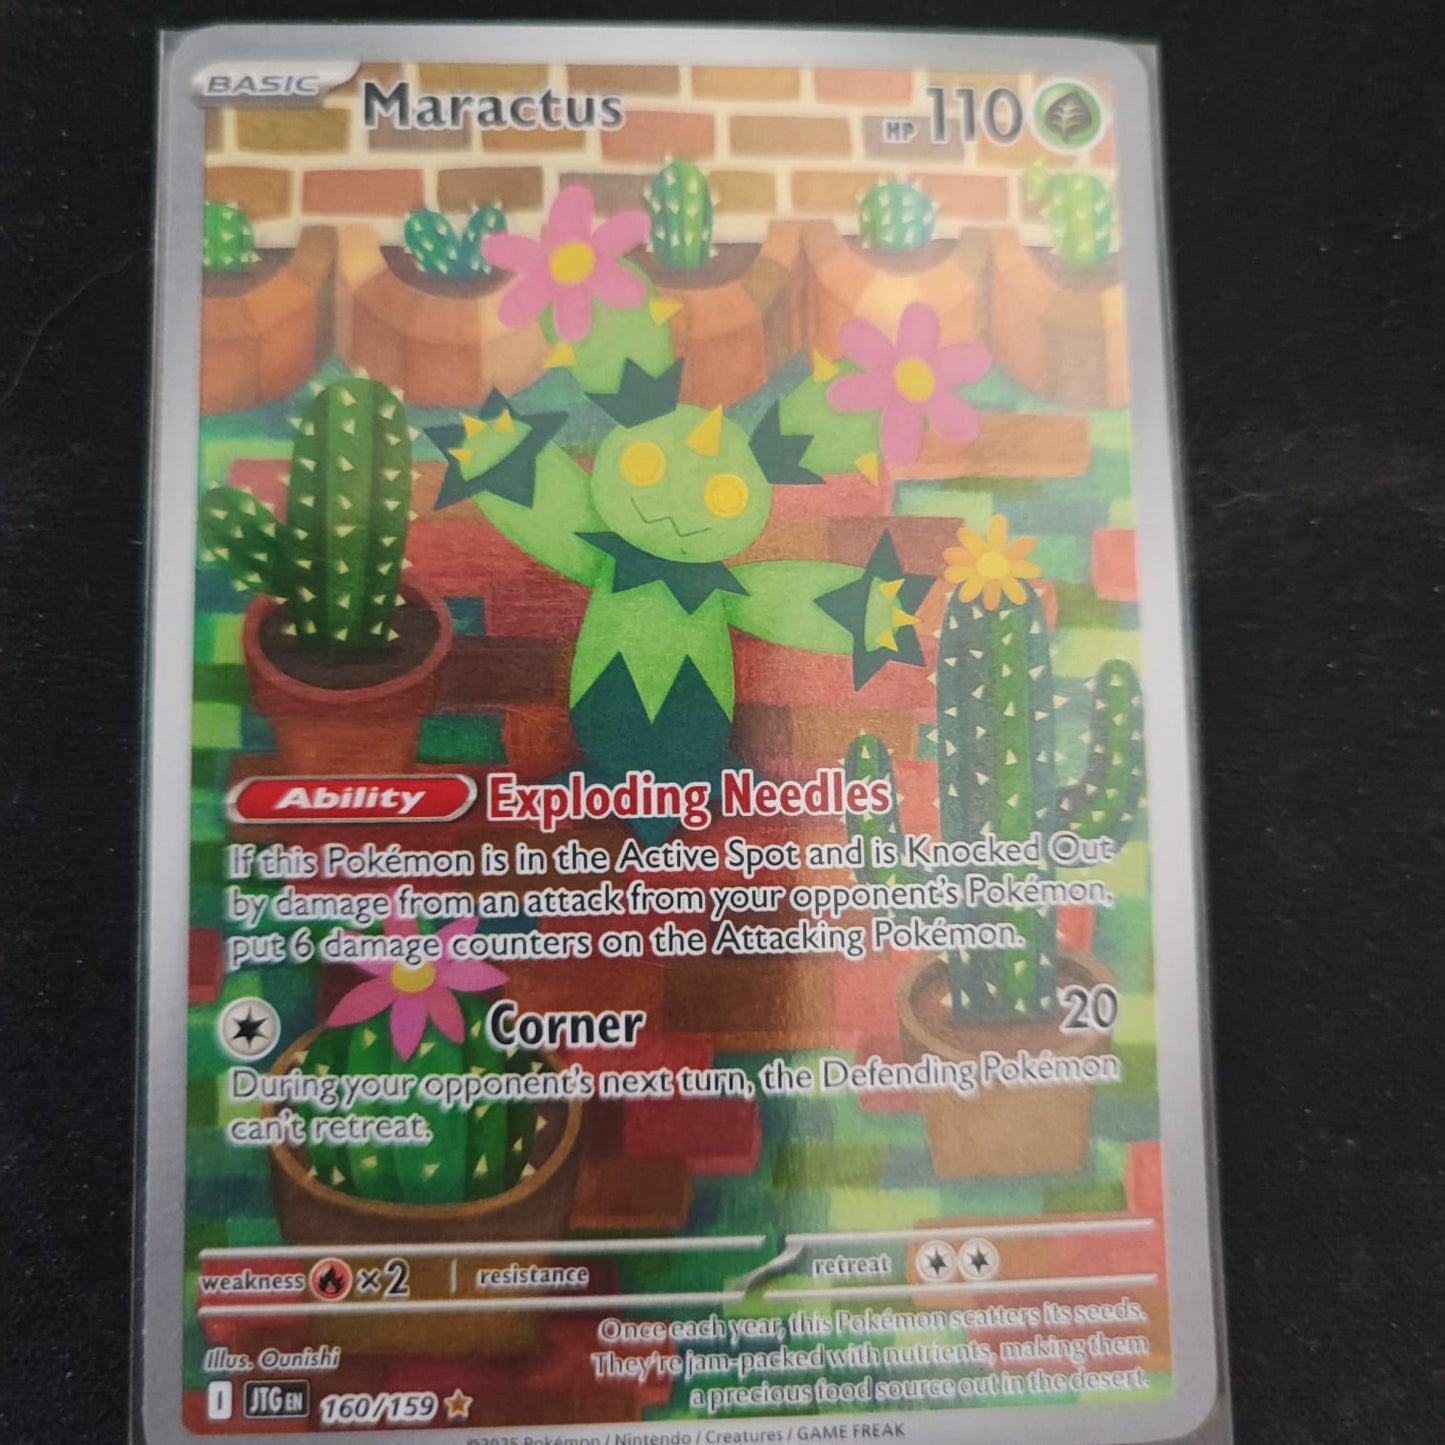 BASIC Maractus HP 110
Ability Exploding Needles
If this Pokémon is in the Active Spot and is Knocked Out
by damage from an attack from your opponent's Pokémon,
put 6 damage counters on the Attacking Pokémon.
Corner 20
During your opponent's next turn, the Defending Pokémon
can't retreat.
weakness ×2 resistance retreat
Once each year, this Pokémon scatters its seeds.
They're jam-packed with nutrients, making them
a precious food source out in the desert.
Illus. Ounishi
I JTG EN 160/159
©2025 Pokémon / Nintendo / Creatures / GAME FREAK